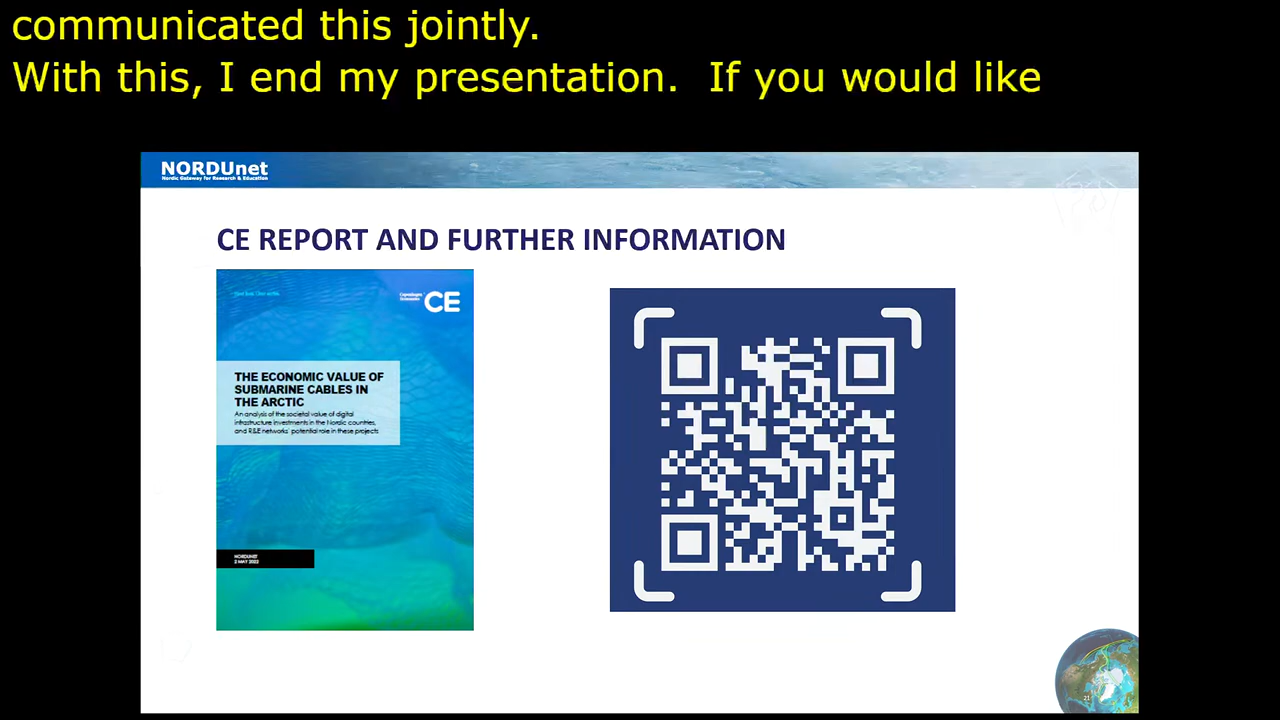 communicated this jointly.
With this, I end my presentation.  If you would like
NORDUnet
Nordic Gateway for Research & Education
CE REPORT AND FURTHER INFORMATION
Copenhagen
Economics
CE
THE ECONOMIC VALUE OF
SUBMARINE CABLES IN
THE ARCTIC
An analysis of the societal value of digital
infrastructure investments in the Nordic countries,
and R&E networks' potential role in these projects
NORDUNET
2 MAY 2022
21